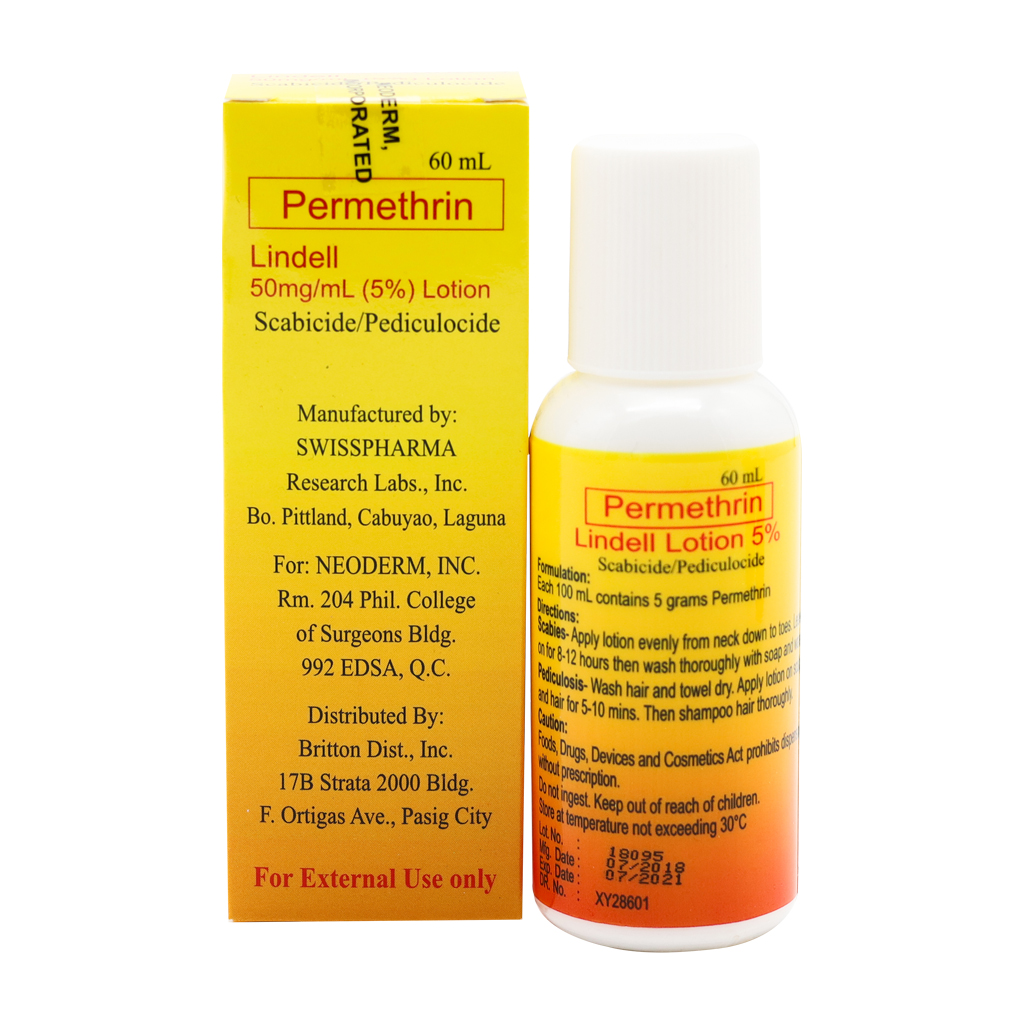 ERM,
ORATED
60 mL
Permethrin
Lindell
50mg/mL (5%) Lotion
Scabicide/Pediculocide
Manufactured by:
SWISSPHARMA
Research Labs., Inc.
Bo. Pittland, Cabuyao, Laguna
For: NEODERM, INC.
Rm. 204 Phil. College
of Surgeons Bldg.
992 EDSA, Q.C.
Distributed By:
Britton Dist., Inc.
17B Strata 2000 Bldg.
F. Ortigas Ave., Pasig City
For External Use only
60 mL
Permethrin
Lindell Lotion 5%
Scabicide/Pediculocide
Formulation:
Each 100 mL contains 5 grams Permethrin
Directions:
Scabies- Apply lotion evenly from neck down to toes.
on for 8-12 hours then wash thoroughly with soap and
Pediculosis- Wash hair and towel dry. Apply lotion on
and hair for 5-10 mins. Then shampoo hair thoroughly.
Caution:
Foods, Drugs, Devices and Cosmetics Act prohibits
without prescription.
Do not ingest. Keep out of reach of children.
Store at temperature not exceeding 30°C
Lot. No. : 18095
Mfg. Date : 07/2018
Exp. Date : 07/2021
DR. No. : XY28601